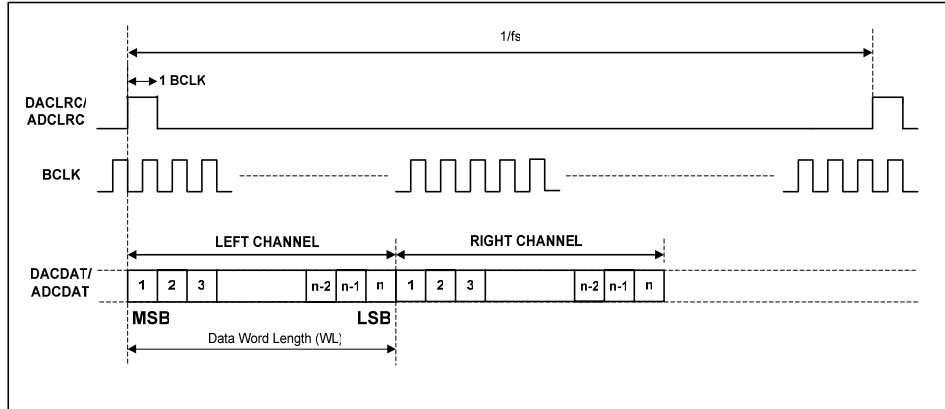 1/fs
1 BCLK
DACLRC/
ADCLRC
BCLK
LEFT CHANNEL
RIGHT CHANNEL
DACDAT/
ADCDAT
1 2 3 n-2 n-1 n 1 2 3 n-2 n-1 n
MSB LSB
Data Word Length (WL)